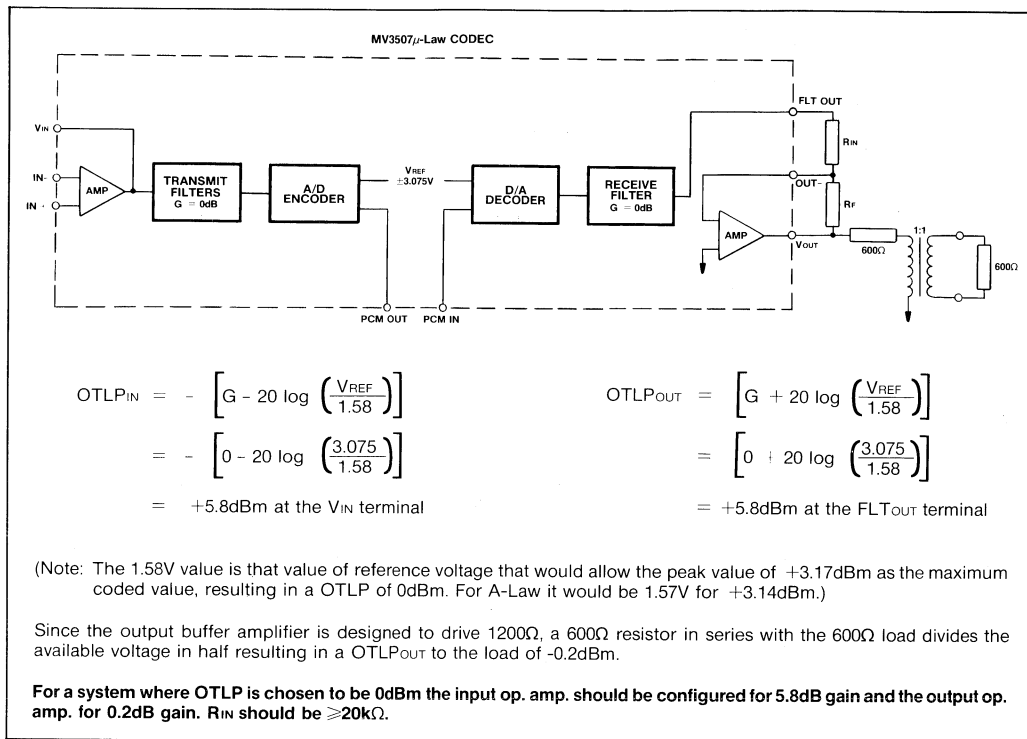 MV3507μ-Law CODEC
FLT OUT
VIN
RIN
IN-
AMP
TRANSMIT
FILTERS
G = 0dB
A/D
ENCODER
VREF
±3.075V
D/A
DECODER
RECEIVE
FILTER
G = 0dB
OUT-
RF
IN
AMP
VOUT
600Ω
1:1
600Ω
PCM OUT
PCM IN
OTLPIN = - [G - 20 log (VREF/1.58)]
= - [0 - 20 log (3.075/1.58)]
= +5.8dBm at the VIN terminal
OTLPOUT = [G + 20 log (VREF/1.58)]
= [0 + 20 log (3.075/1.58)]
= +5.8dBm at the FLTOUT terminal
(Note: The 1.58V value is that value of reference voltage that would allow the peak value of +3.17dBm as the maximum
coded value, resulting in a OTLP of 0dBm. For A-Law it would be 1.57V for +3.14dBm.)
Since the output buffer amplifier is designed to drive 1200Ω, a 600Ω resistor in series with the 600Ω load divides the
available voltage in half resulting in a OTLPOUT to the load of -0.2dBm.
For a system where OTLP is chosen to be 0dBm the input op. amp. should be configured for 5.8dB gain and the output op.
amp. for 0.2dB gain. RIN should be ⩾20kΩ.